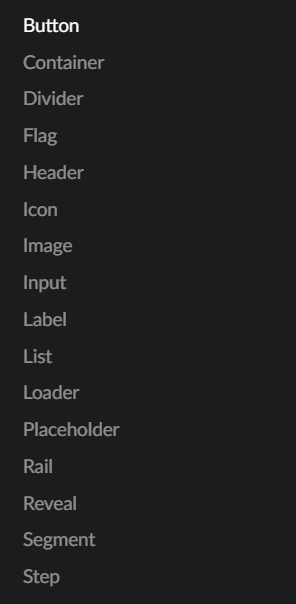 Button
Container
Divider
Flag
Header
Icon
Image
Input
Label
List
Loader
Placeholder
Rail
Reveal
Segment
Step